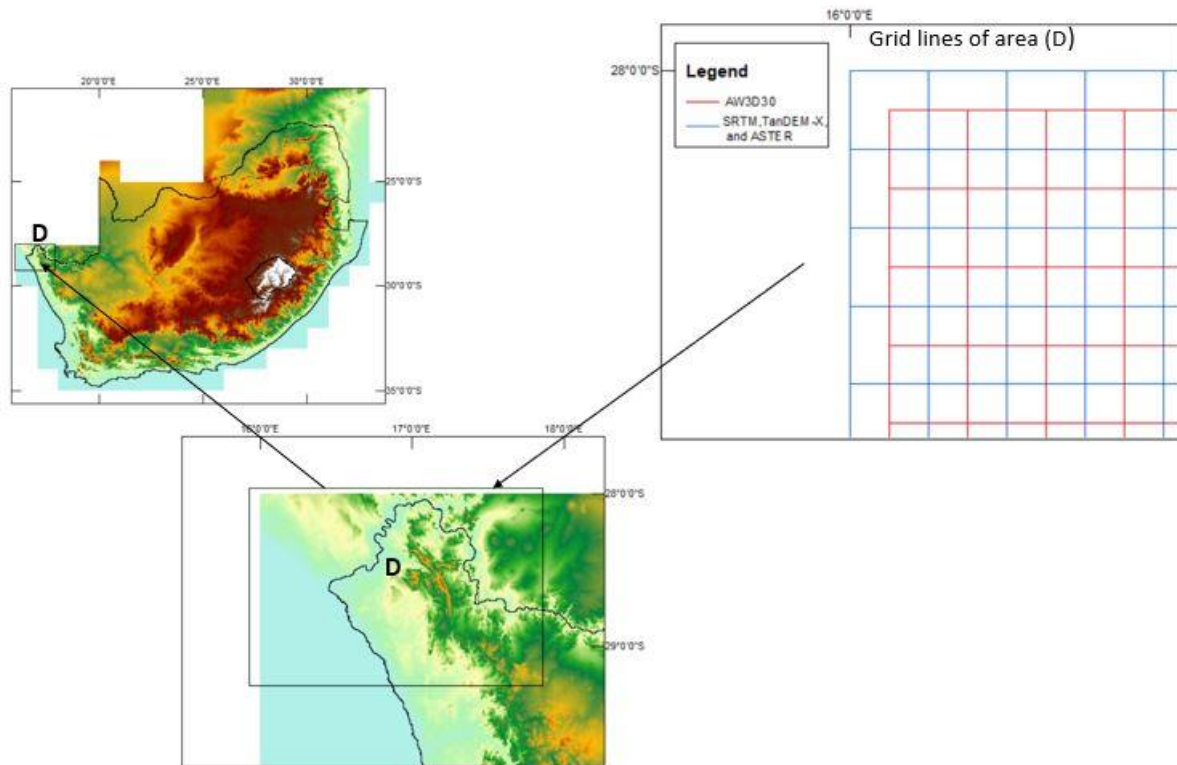 16°0'0"E
Grid lines of area (D)
28°0'0"S
Legend
AW3D30
SRTM,TanDEM-X,
and ASTER
20°0'0"E 25°0'0"E 30°0'0"E
25°0'0"S
D
30°0'0"S
35°0'0"S
16°0'0"E 17°0'0"E 18°0'0"E
28°0'0"S
D
29°0'0"S